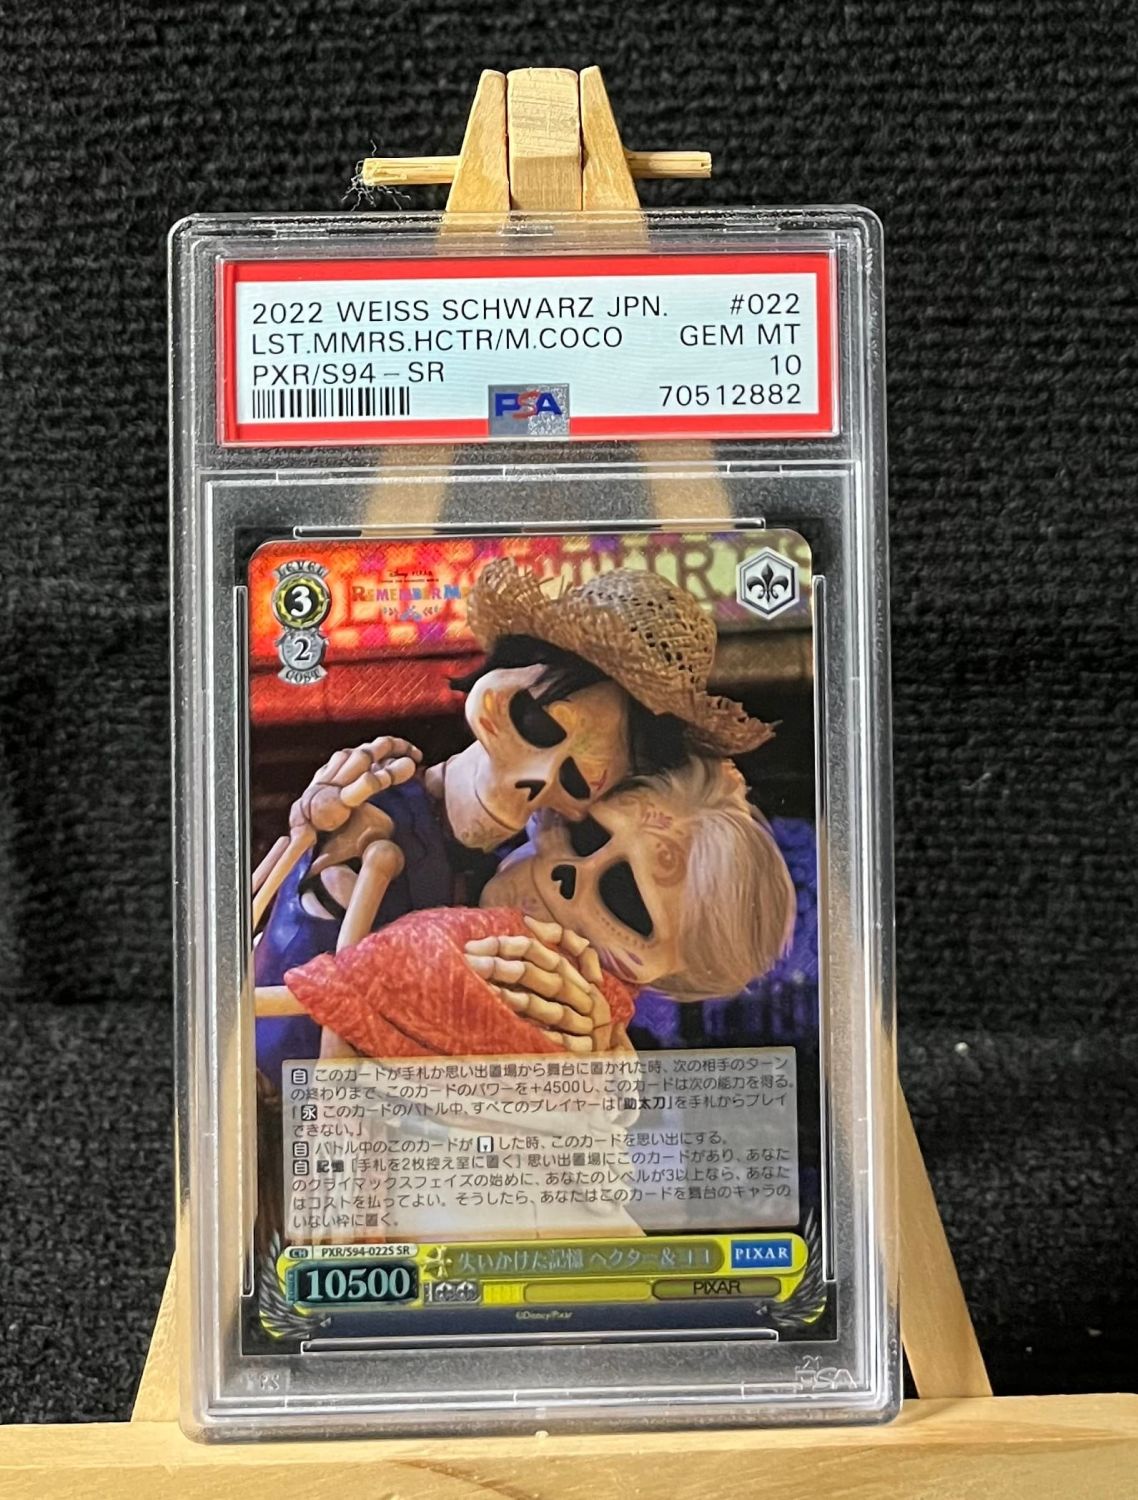 2022 WEISS SCHWARZ JPN. #022
LST.MMRS.HCTR/M.COCO GEM MT
PXR/S94-SR 10
PSA 70512882
LEVEL
3
2
COST
REMEMBER ME
自 このカードが手札か思い出置場から舞台に置かれた時、次の相手のターン
の終わりまで、このカードのパワーを+4500し、このカードは次の能力を得る。
『永 このカードのバトル中、すべてのプレイヤーは『助太刀』を手札からプレイ
できない。』
自 バトル中のこのカードが した時、このカードを思い出にする。
自 記憶 [手札を2枚控え室に置く] 思い出置場にこのカードがあり、あなた
のクライマックスフェイズの始めに、あなたのレベルが3以上なら、あなた
はコストを払ってよい。そうしたら、あなたはこのカードを舞台のキャラの
いない枠に置く。
CH PXR/S94-022S SR
失いかけた記憶 ヘクター&ココ
PIXAR
10500
PIXAR
©Disney/Pixar
PSA